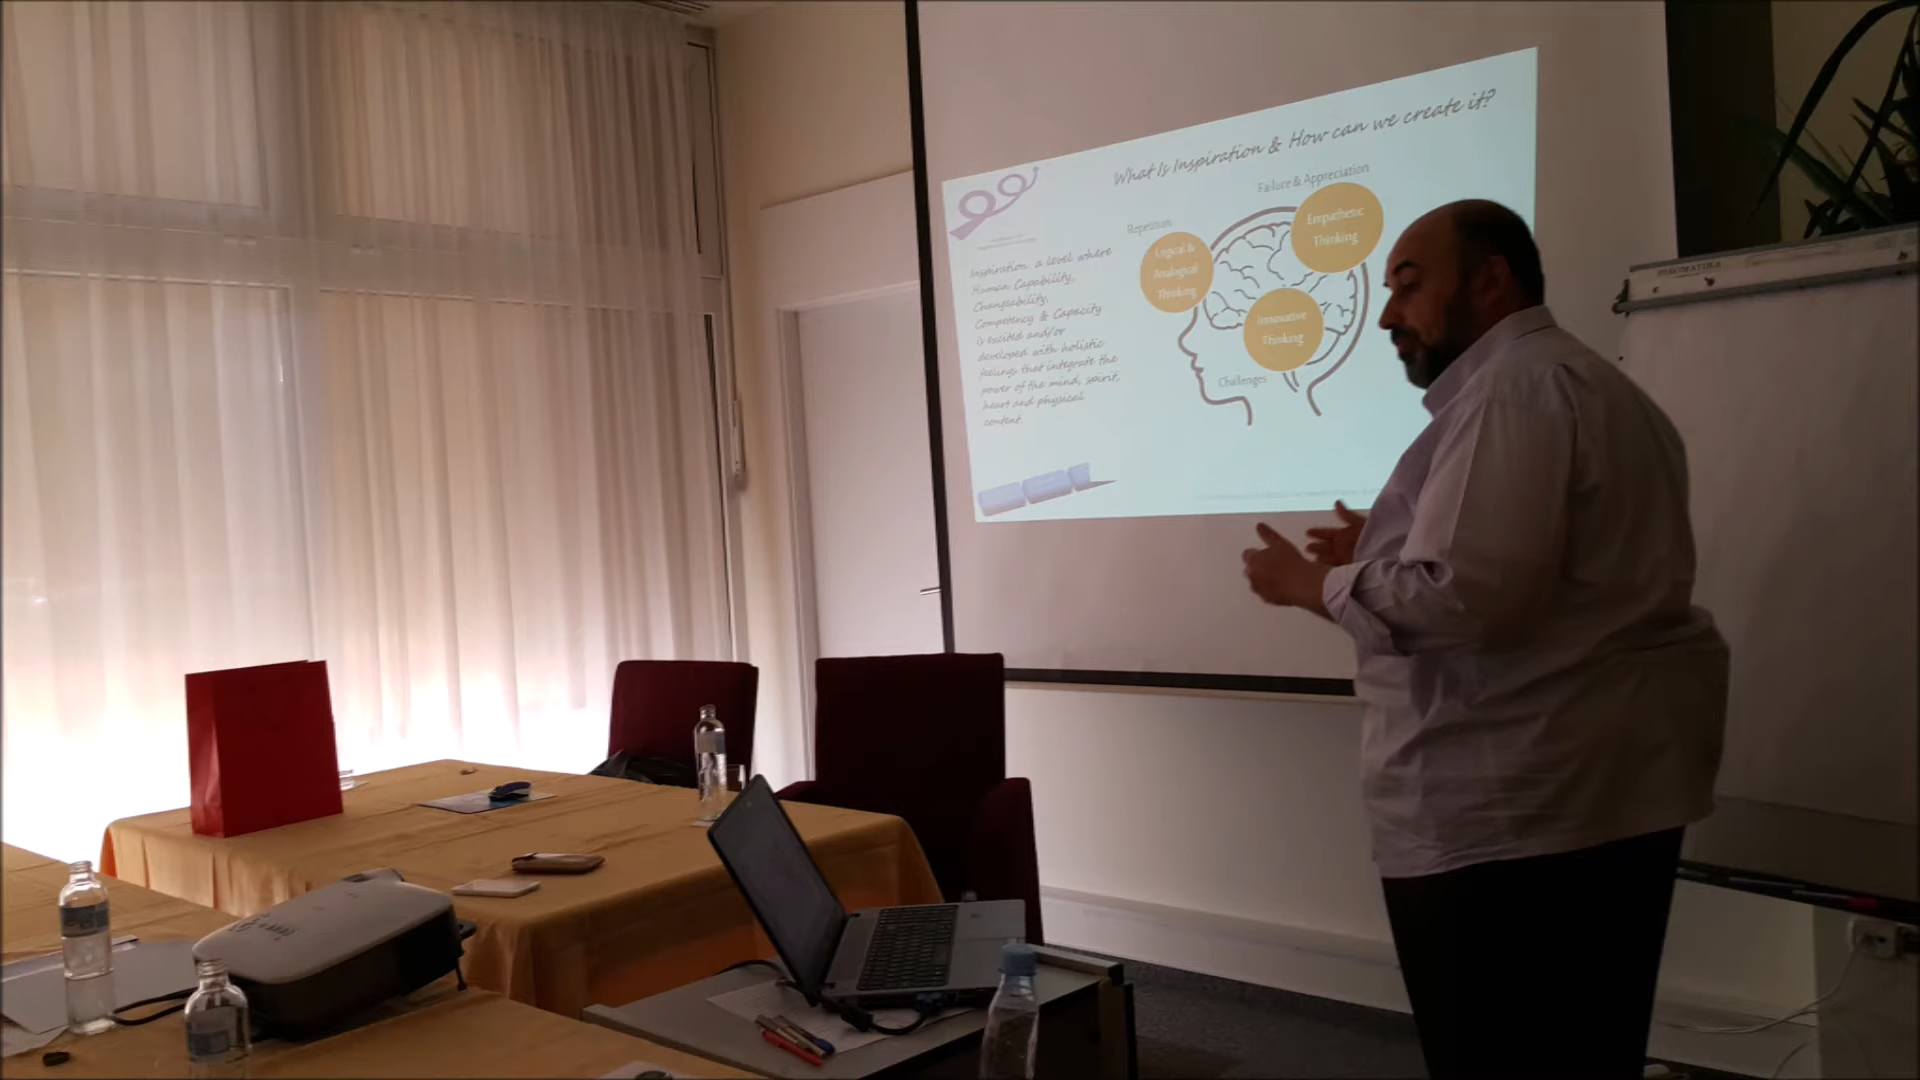 What Is Inspiration & How can we create it?
Failure & Appreciation
Repetition
Empathetic
Thinking
Logical &
Analogical
Thinking
Innovative
Thinking
Challenges
Inspiration a level where
Human Capability,
Changeability,
Competency & Capacity
is excited and/or
developed with holistic
feelings that integrate the
power of the mind, spirit,
heart and physical
content